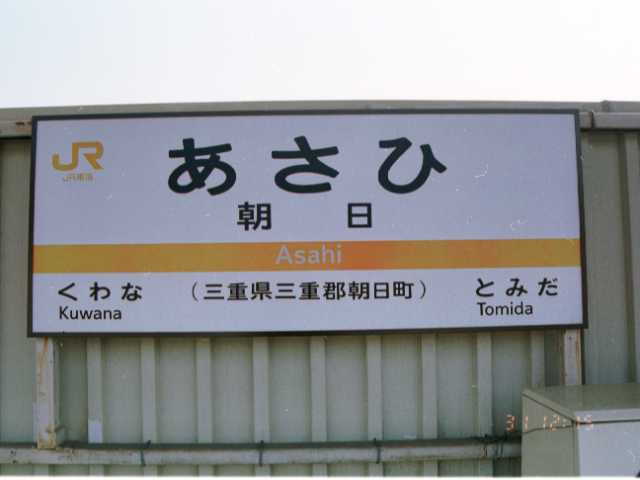 JR
JR東海
あさひ
朝日
Asahi
くわな （三重県三重郡朝日町） とみだ
Kuwana Tomida